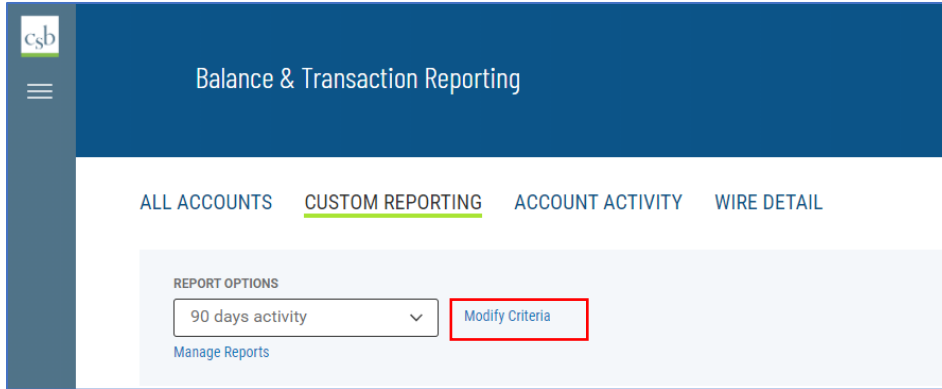 csb
Balance & Transaction Reporting
ALL ACCOUNTS CUSTOM REPORTING ACCOUNT ACTIVITY WIRE DETAIL
REPORT OPTIONS
90 days activity Modify Criteria
Manage Reports